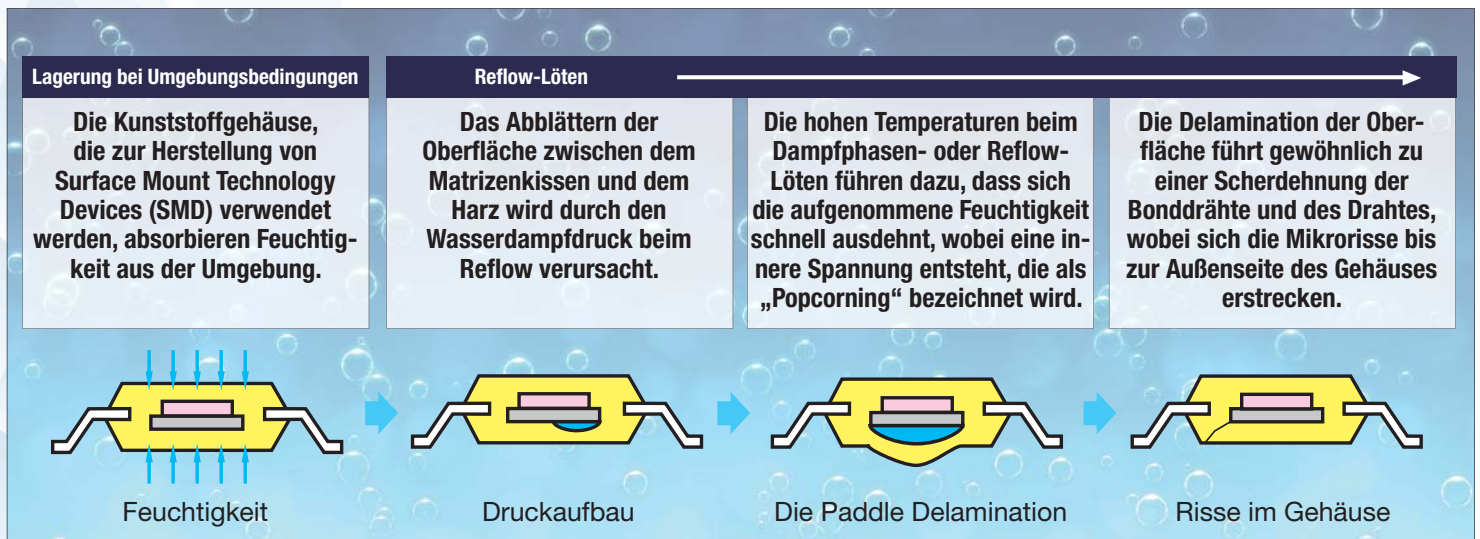 Lagerung bei Umgebungsbedingungen
Reflow-Löten
Die Kunststoffgehäuse,
die zur Herstellung von
Surface Mount Technology
Devices (SMD) verwendet
werden, absorbieren Feuchtig-
keit aus der Umgebung.
Das Abblättern der
Oberfläche zwischen dem
Matrizenkissen und dem
Harz wird durch den
Wasserdampfdruck beim
Reflow verursacht.
Die hohen Temperaturen beim
Dampfphasen- oder Reflow-
Löten führen dazu, dass sich
die aufgenommene Feuchtigkeit
schnell ausdehnt, wobei eine in-
nere Spannung entsteht, die als
„Popcorning“ bezeichnet wird.
Die Delamination der Ober-
fläche führt gewöhnlich zu
einer Scherdehnung der
Bonddrähte und des Drahtes,
wobei sich die Mikrorisse bis
zur Außenseite des Gehäuses
erstrecken.
Feuchtigkeit
Druckaufbau
Die Paddle Delamination
Risse im Gehäuse